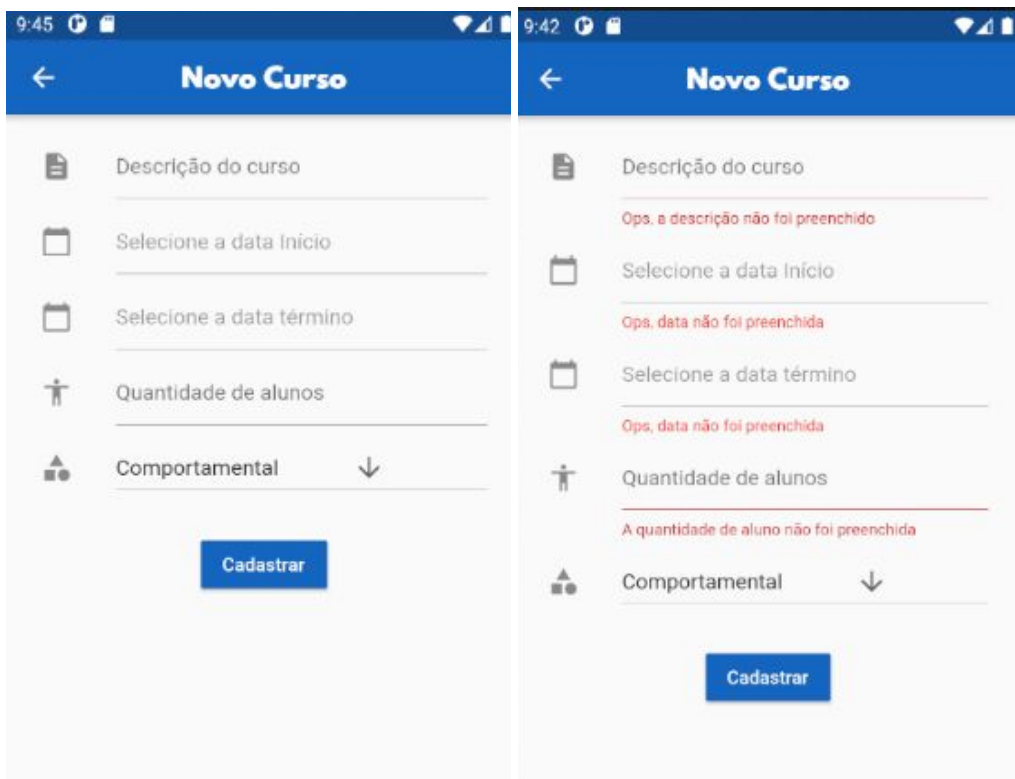 9:45
Novo Curso
Descrição do curso
Selecione a data Início
Selecione a data término
Quantidade de alunos
Comportamental
Cadastrar
9:42
Novo Curso
Descrição do curso
Ops, a descrição não foi preenchido
Selecione a data Início
Ops, data não foi preenchida
Selecione a data término
Ops, data não foi preenchida
Quantidade de alunos
A quantidade de aluno não foi preenchida
Comportamental
Cadastrar